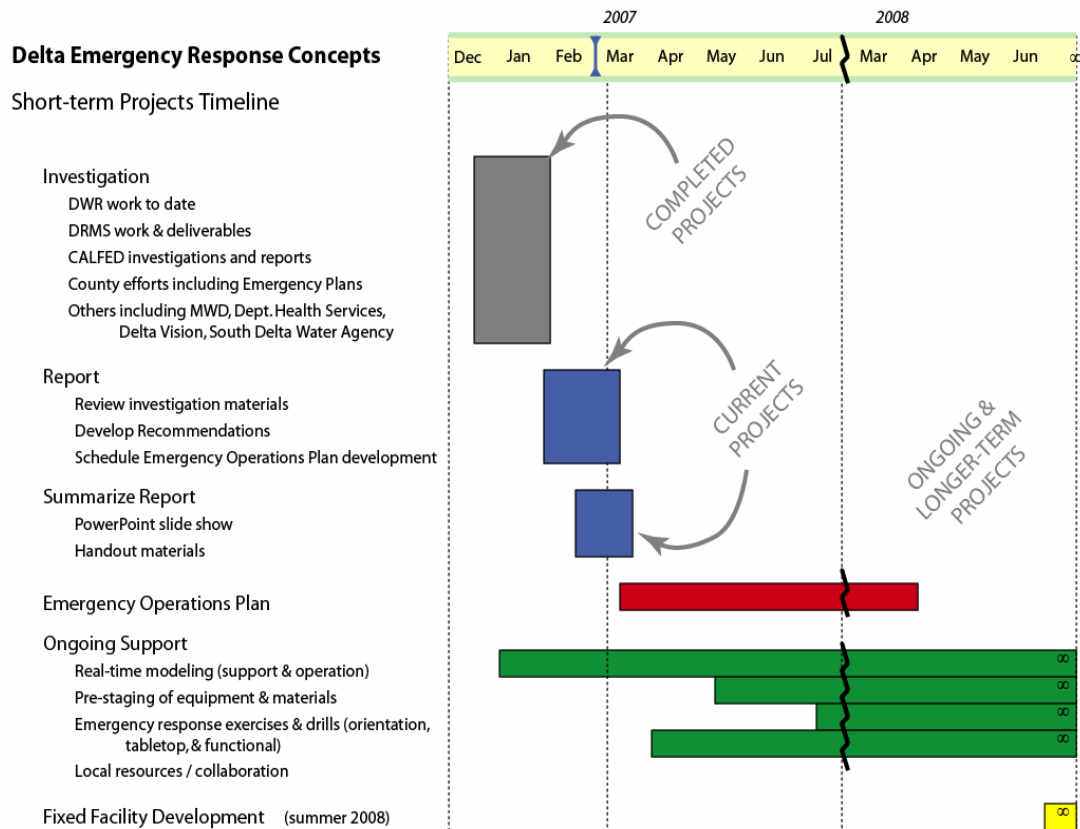 2007 2008
Delta Emergency Response Concepts
Dec Jan Feb Mar Apr May Jun Jul Mar Apr May Jun ∞
Short-term Projects Timeline
COMPLETED
PROJECTS
Investigation
DWR work to date
DRMS work & deliverables
CALFED investigations and reports
County efforts including Emergency Plans
Others including MWD, Dept. Health Services,
Delta Vision, South Delta Water Agency
CURRENT
PROJECTS
Report
Review investigation materials
Develop Recommendations
Schedule Emergency Operations Plan development
ONGOING &
LONGER-TERM
PROJECTS
Summarize Report
PowerPoint slide show
Handout materials
Emergency Operations Plan
Ongoing Support
Real-time modeling (support & operation) ∞
Pre-staging of equipment & materials ∞
Emergency response exercises & drills (orientation, ∞
tabletop, & functional) ∞
Local resources / collaboration
Fixed Facility Development (summer 2008) ∞